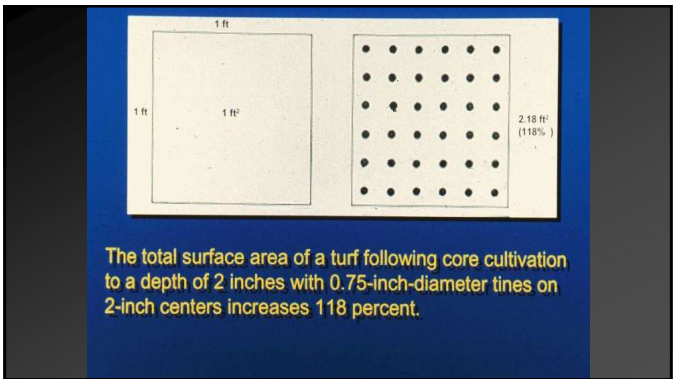 1 ft
1 ft
1 ft²
2.18 ft²
(118% )
The total surface area of a turf following core cultivation
to a depth of 2 inches with 0.75-inch-diameter tines on
2-inch centers increases 118 percent.